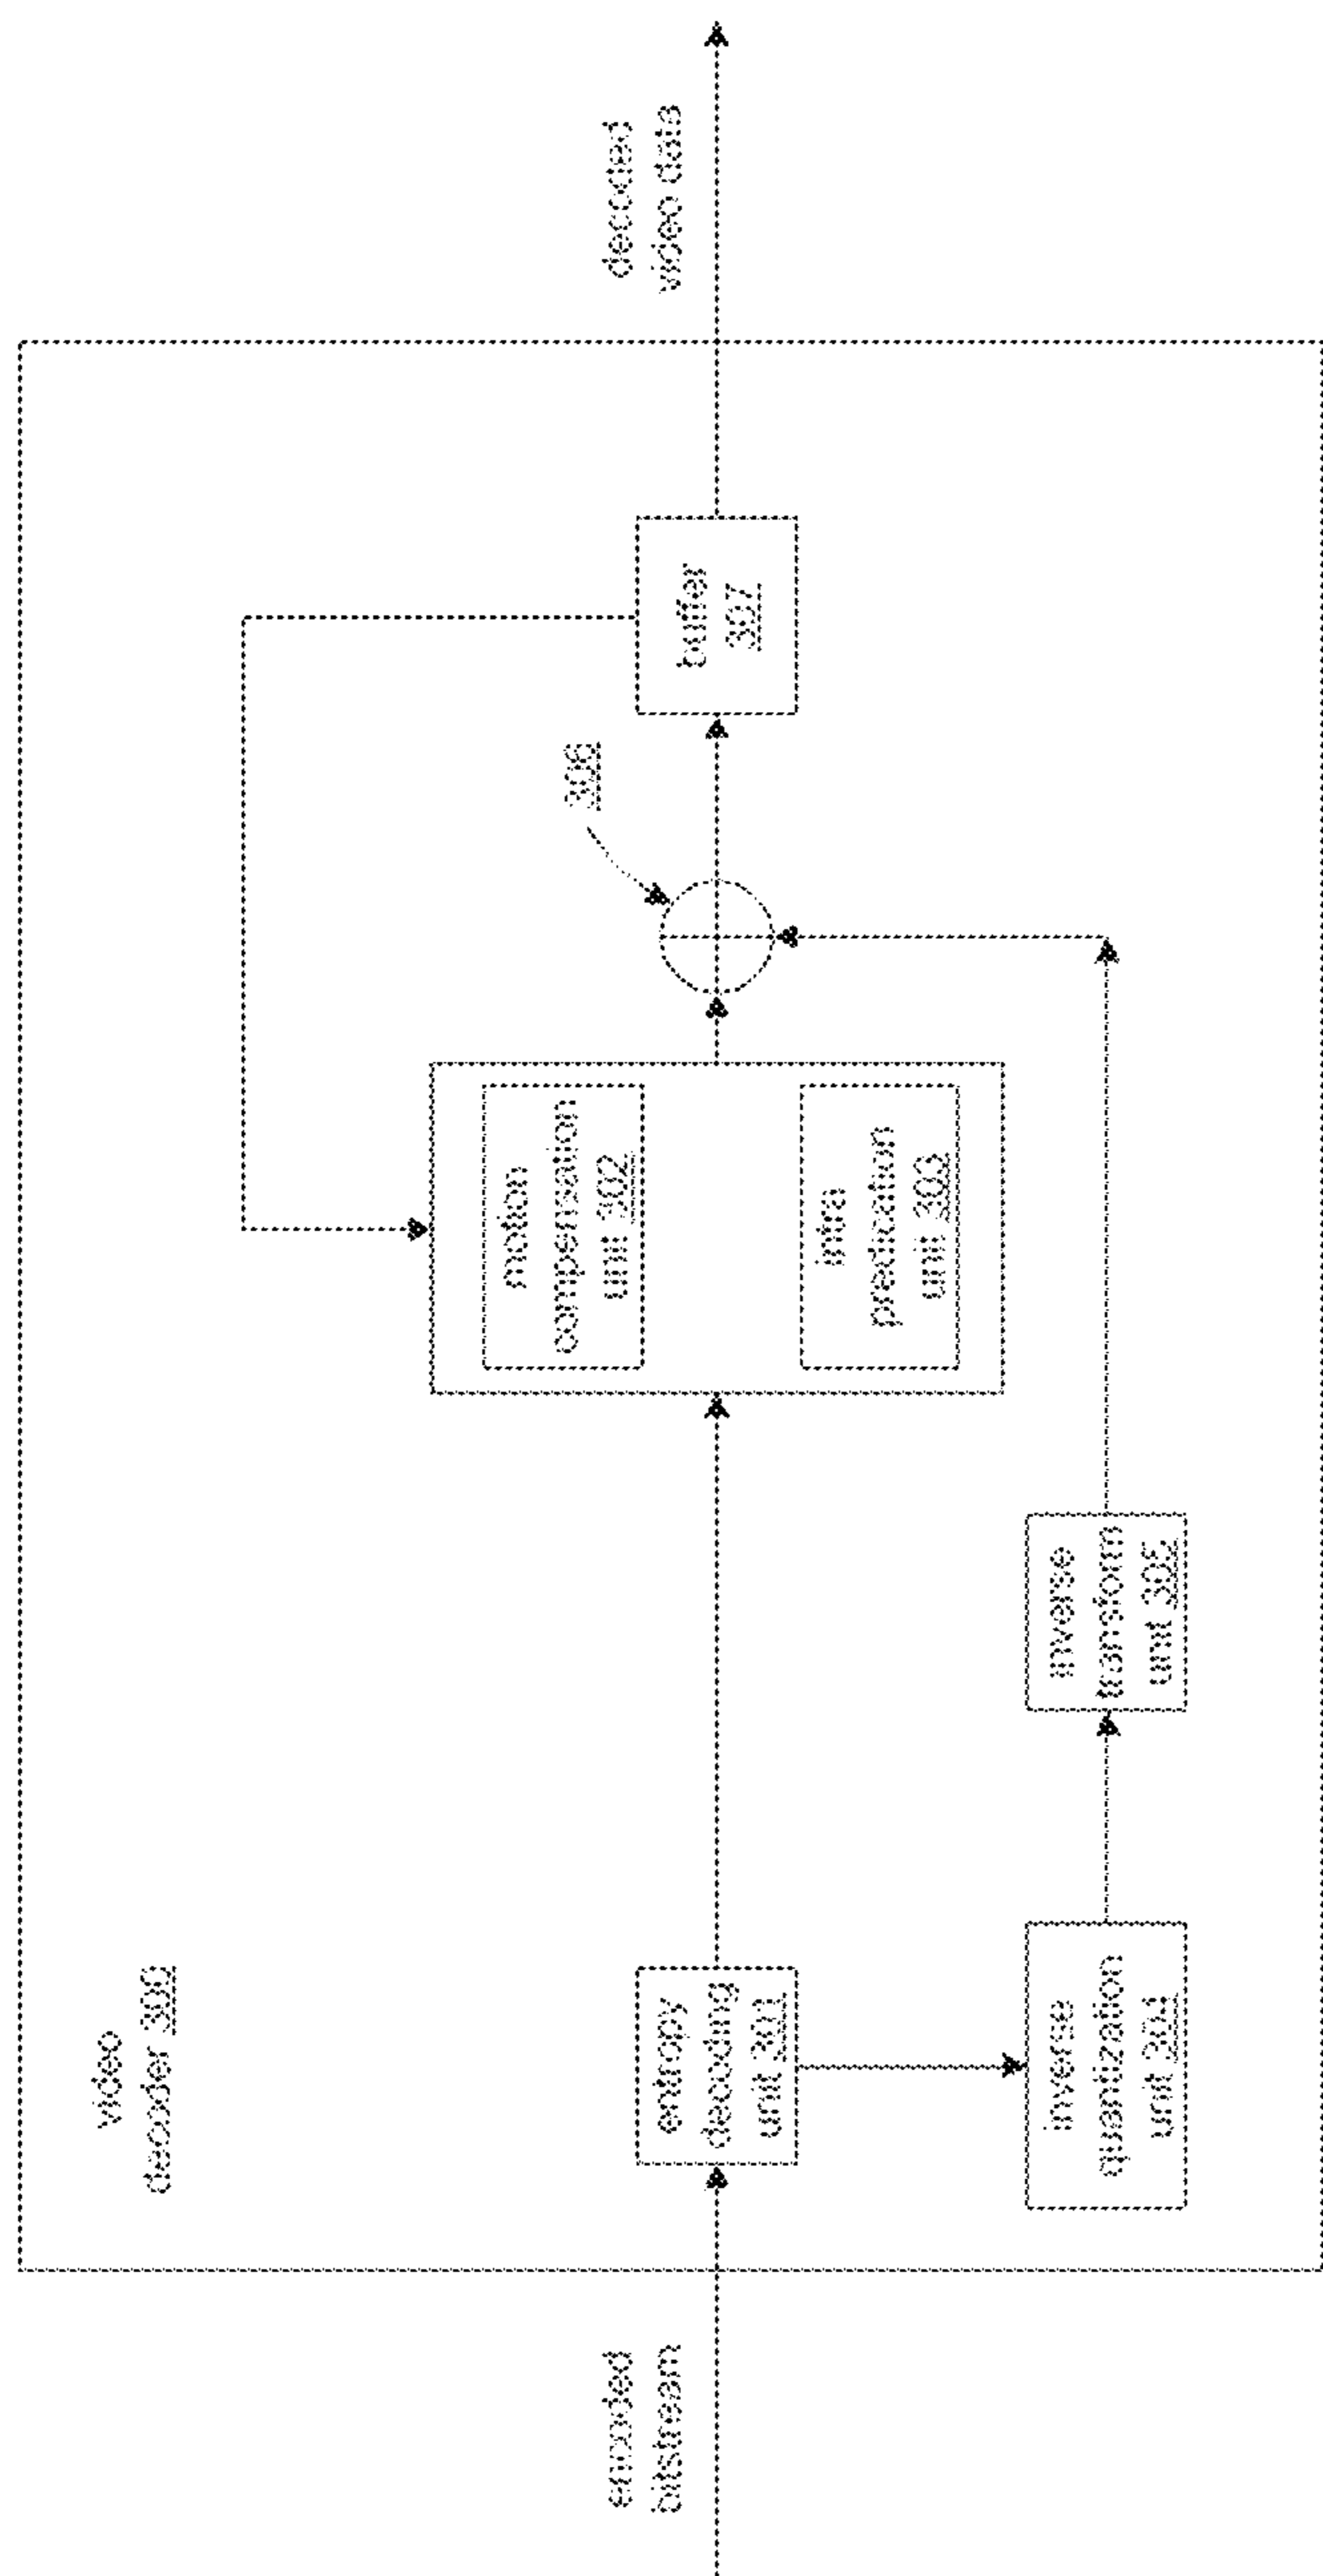 video
decoder 300
encoded
bitstream
entropy
decoding
unit 301
inverse
quantization
unit 304
inverse
transform
unit 305
motion
compensation
unit 302
intra
predication
unit 303
306
buffer
307
decoded
video data